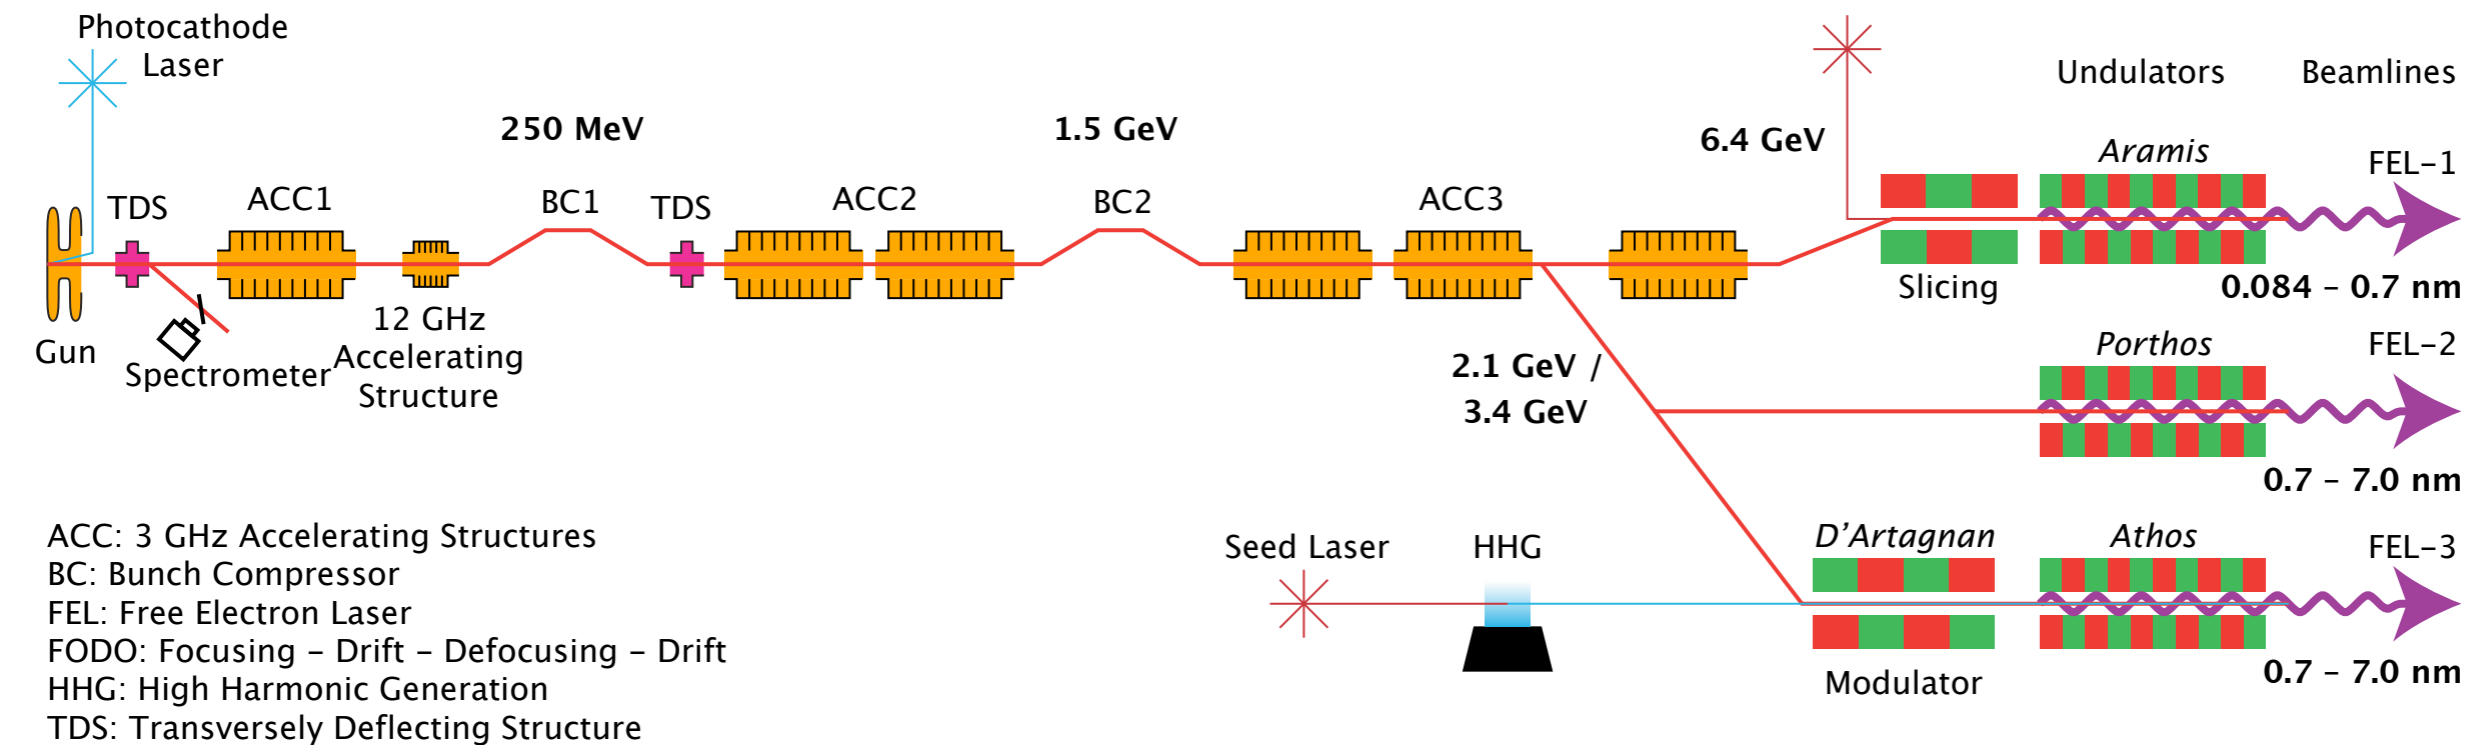 Photocathode
Laser
Undulators
Beamlines
250 MeV
1.5 GeV
6.4 GeV
Aramis
FEL-1
TDS
ACC1
BC1
TDS
ACC2
BC2
ACC3
Slicing
0.084 – 0.7 nm
Gun
Spectrometer
12 GHz
Accelerating
Structure
2.1 GeV /
3.4 GeV
Porthos
FEL-2
0.7 – 7.0 nm
Seed Laser
HHG
D’Artagnan
Athos
FEL-3
Modulator
0.7 – 7.0 nm
ACC: 3 GHz Accelerating Structures
BC: Bunch Compressor
FEL: Free Electron Laser
FODO: Focusing – Drift – Defocusing – Drift
HHG: High Harmonic Generation
TDS: Transversely Deflecting Structure